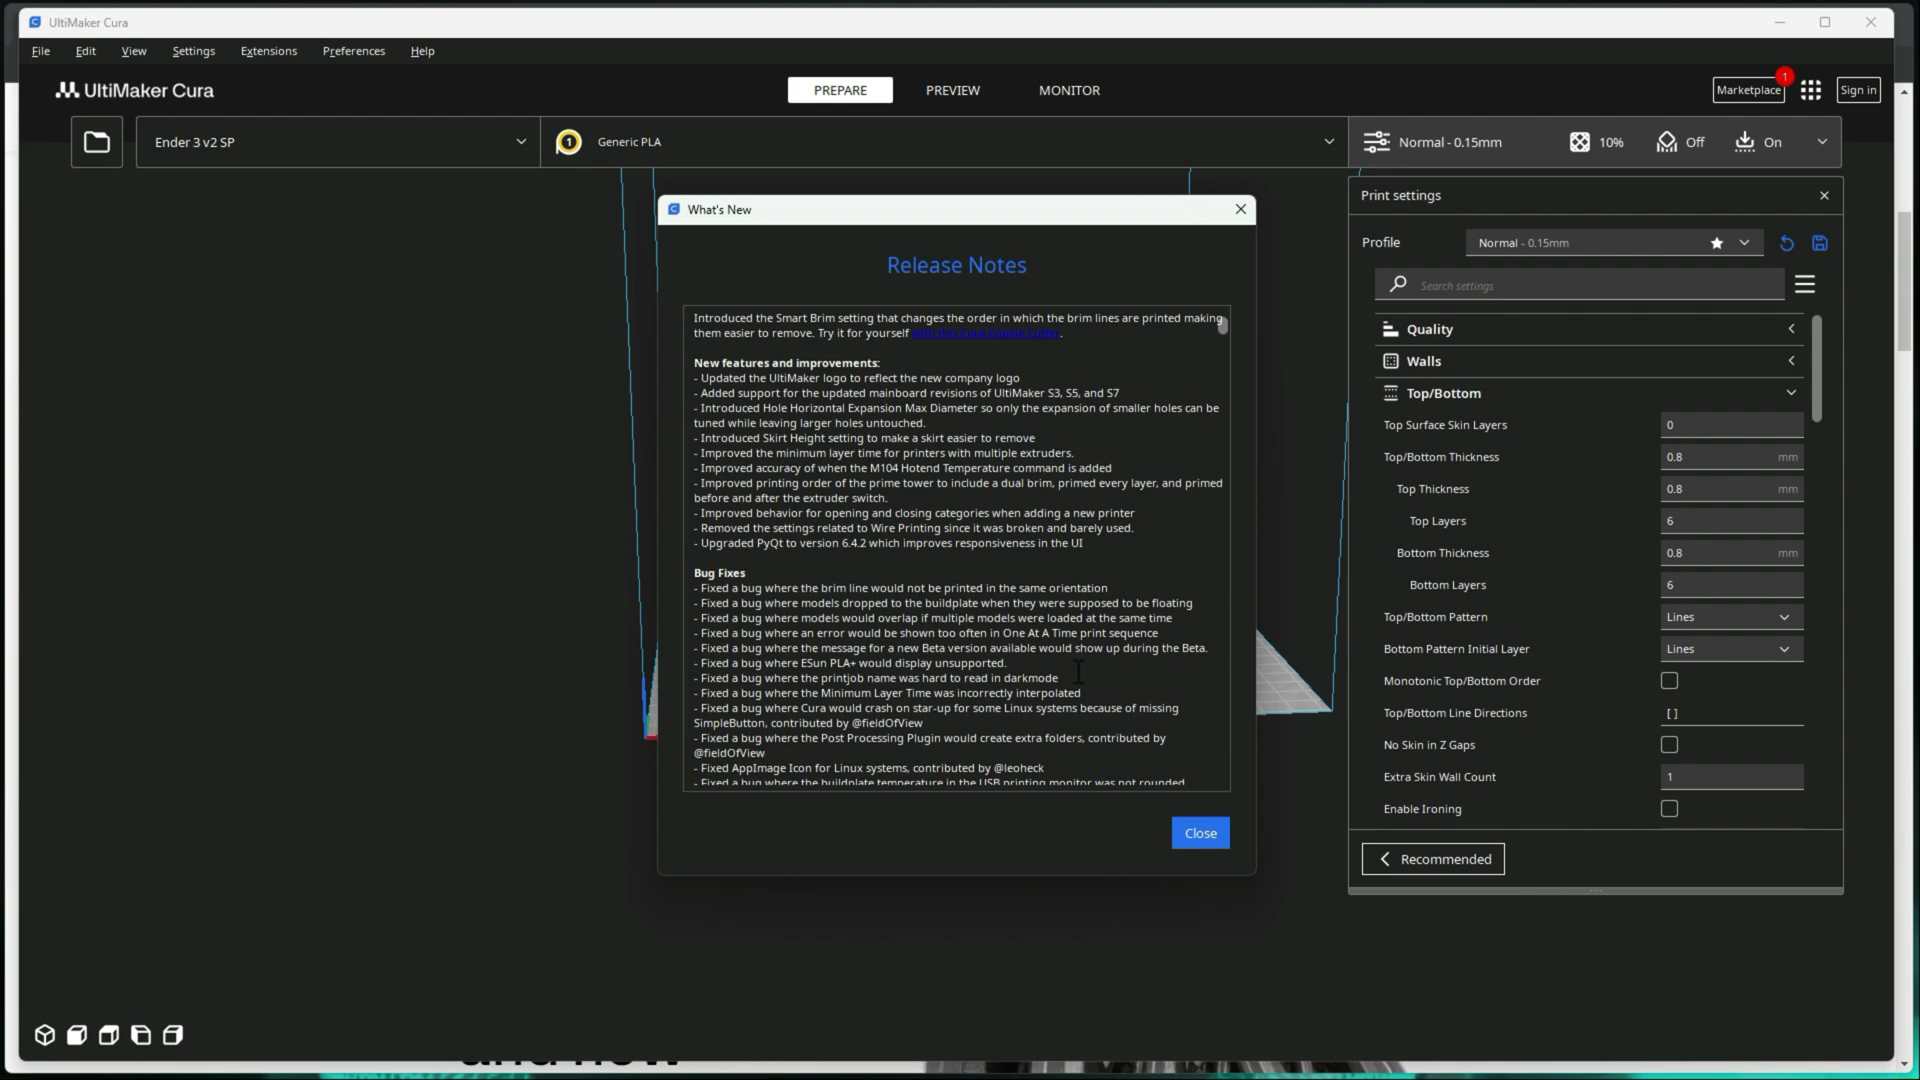 UltiMaker Cura
File Edit View Settings Extensions Preferences Help
UltiMaker Cura
PREPARE PREVIEW MONITOR
Marketplace 1 Sign in
Ender 3 v2 SP
1 Generic PLA
Normal - 0.15mm 10% Off On
What's New
Release Notes
Introduced the Smart Brim setting that changes the order in which the brim lines are printed making
them easier to remove. Try it for yourself with this Cura Cookie Cutter.
New features and improvements:
- Updated the UltiMaker logo to reflect the new company logo
- Added support for the updated mainboard revisions of UltiMaker S3, S5, and S7
- Introduced Hole Horizontal Expansion Max Diameter so only the expansion of smaller holes can be
tuned while leaving larger holes untouched.
- Introduced Skirt Height setting to make a skirt easier to remove
- Improved the minimum layer time for printers with multiple extruders.
- Improved accuracy of when the M104 Hotend Temperature command is added
- Improved printing order of the prime tower to include a dual brim, primed every layer, and primed
before and after the extruder switch.
- Improved behavior for opening and closing categories when adding a new printer
- Removed the settings related to Wire Printing since it was broken and barely used.
- Upgraded PyQt to version 6.4.2 which improves responsiveness in the UI
Bug Fixes
- Fixed a bug where the brim line would not be printed in the same orientation
- Fixed a bug where models dropped to the buildplate when they were supposed to be floating
- Fixed a bug where models would overlap if multiple models were loaded at the same time
- Fixed a bug where an error would be shown too often in One At A Time print sequence
- Fixed a bug where the message for a new Beta version available would show up during the Beta.
- Fixed a bug where ESun PLA+ would display unsupported.
- Fixed a bug where the printjob name was hard to read in darkmode
- Fixed a bug where the Minimum Layer Time was incorrectly interpolated
- Fixed a bug where Cura would crash on start-up for some Linux systems because of missing
SimpleButton, contributed by @fieldOfView
- Fixed a bug where the Post Processing Plugin would create extra folders, contributed by
@fieldOfView
- Fixed AppImage Icon for Linux systems, contributed by @leoheck
- Fixed a bug where the buildplate temperature in the USB printing monitor was not rounded
Close
Print settings
Profile Normal - 0.15mm
Search settings
Quality
Walls
Top/Bottom
Top Surface Skin Layers 0
Top/Bottom Thickness 0.8 mm
Top Thickness 0.8 mm
Top Layers 6
Bottom Thickness 0.8 mm
Bottom Layers 6
Top/Bottom Pattern Lines
Bottom Pattern Initial Layer Lines
Monotonic Top/Bottom Order
Top/Bottom Line Directions [ ]
No Skin in Z Gaps
Extra Skin Wall Count 1
Enable Ironing
Recommended